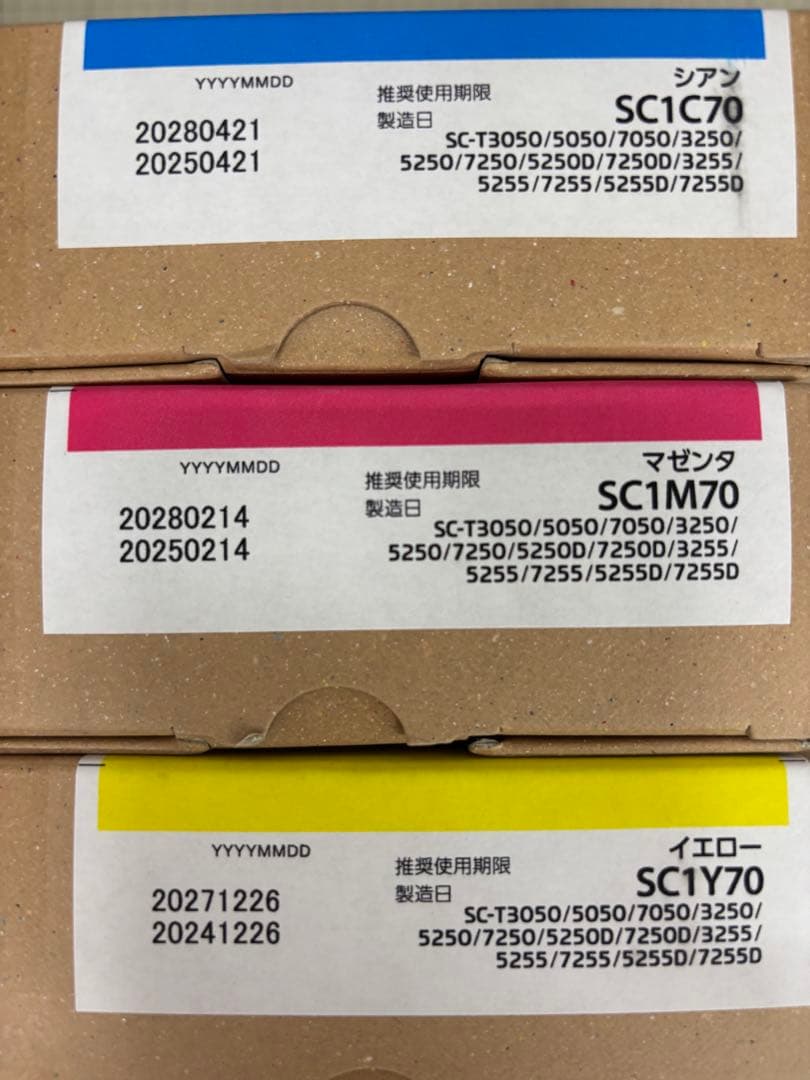 シアン
YYYYMMDD 推奨使用期限 SC1C70
20280421 製造日
20250421 SC-T3050/5050/7050/3250/
5250/7250/5250D/7250D/3255/
5255/7255/5255D/7255D
マゼンタ
YYYYMMDD 推奨使用期限 SC1M70
20280214 製造日
20250214 SC-T3050/5050/7050/3250/
5250/7250/5250D/7250D/3255/
5255/7255/5255D/7255D
イエロー
YYYYMMDD 推奨使用期限 SC1Y70
20271226 製造日
20241226 SC-T3050/5050/7050/3250/
5250/7250/5250D/7250D/3255/
5255/7255/5255D/7255D